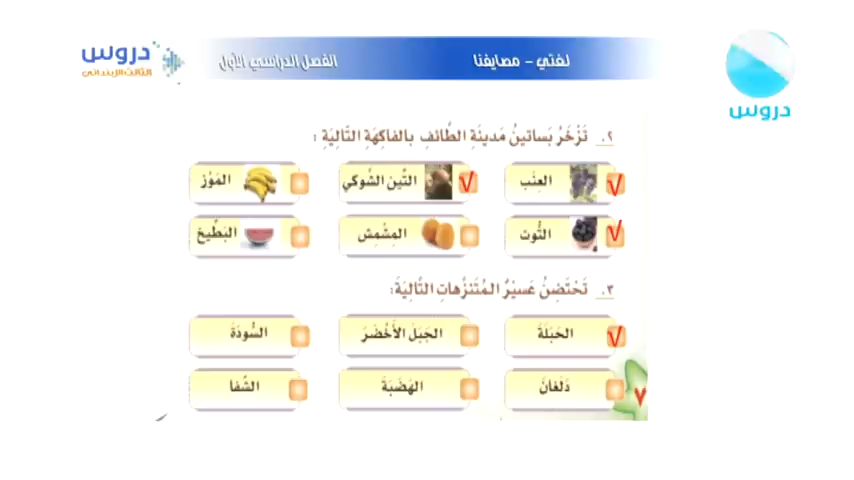 دروس
الثالث الابتدائي
الفصل الدراسي الأول
لغتي - مصايفنا
دروس
٢. تَزْخَرُ بَساتينُ مَدينَةِ الطَّائفِ بِالفاكِهَةِ التَّالِيَةِ :
العِنَب التِّين الشَّوكي المَوْز
التُّوت المِشْمِش البَطِّيخ
٣. تَحْتَضِنُ عَسيْرُ المُتَنَزَّهاتِ التَّالِيَةَ:
الحَبَلَةَ الجَبَلَ الأَخْضَرَ السُّودَةَ
دَلَغانَ الهَضَبَةَ الشَّفا
٧